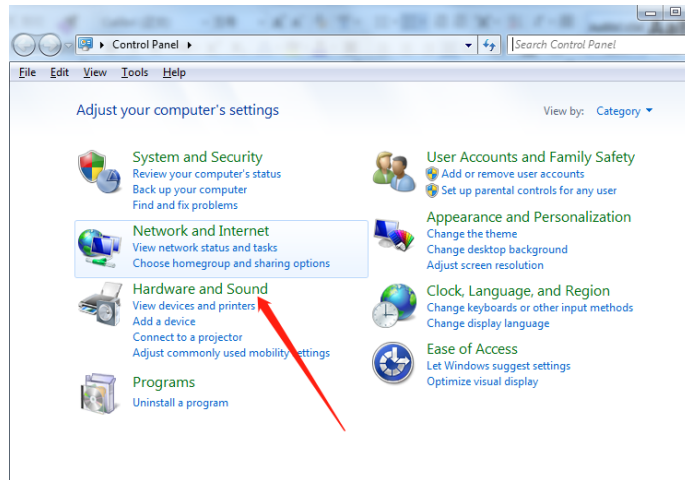 Control Panel
Search Control Panel
File Edit View Tools Help
Adjust your computer's settings
View by: Category
System and Security
Review your computer's status
Back up your computer
Find and fix problems
Network and Internet
View network status and tasks
Choose homegroup and sharing options
Hardware and Sound
View devices and printers
Add a device
Connect to a projector
Adjust commonly used mobility settings
Programs
Uninstall a program
User Accounts and Family Safety
Add or remove user accounts
Set up parental controls for any user
Appearance and Personalization
Change the theme
Change desktop background
Adjust screen resolution
Clock, Language, and Region
Change keyboards or other input methods
Change display language
Ease of Access
Let Windows suggest settings
Optimize visual display